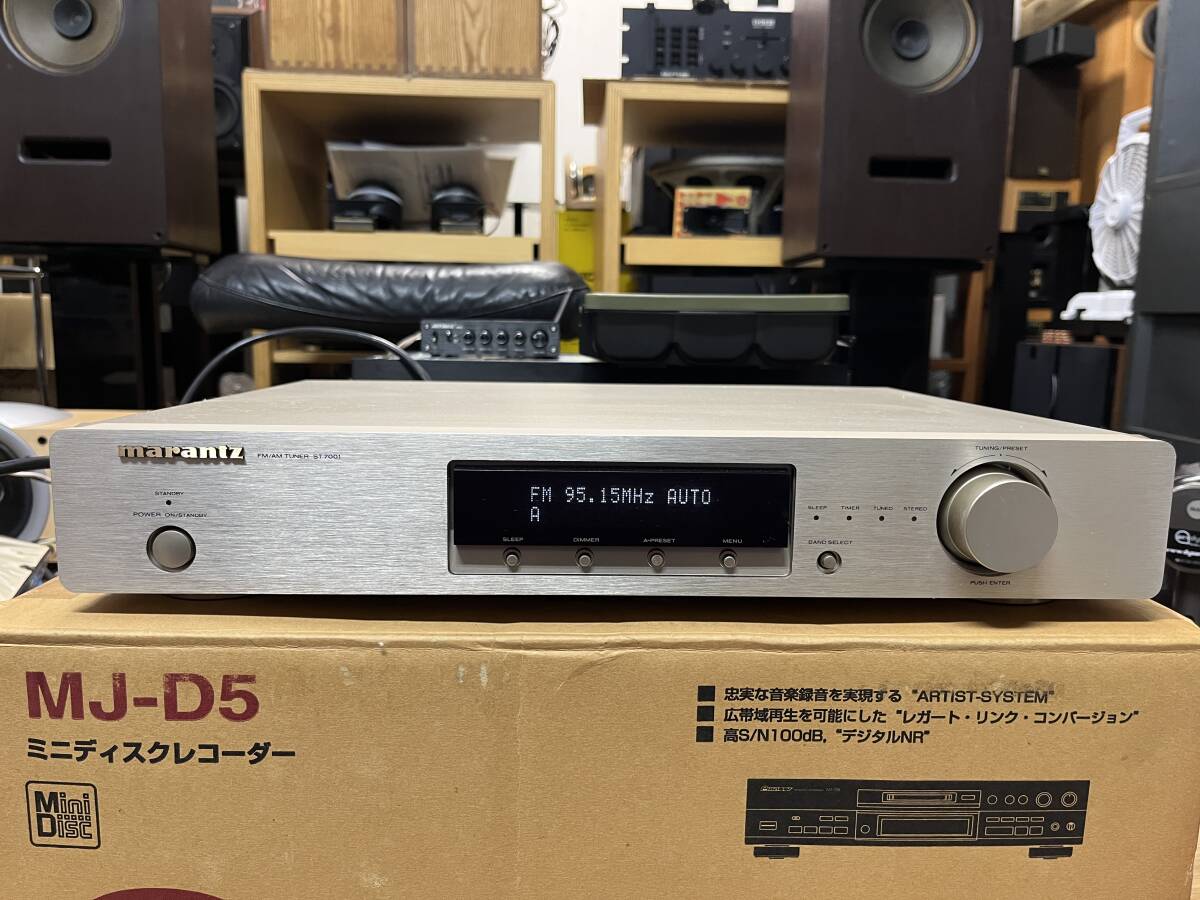 marantz
FM/AM TUNER ST7001
STANDBY
POWER ON/STANDBY
FM 95.15MHz AUTO
A
SLEEP
DIMMER
A-PRESET
MENU
SLEEP
TIMER
TUNED
STEREO
BAND SELECT
TUNING/PRESET
PUSH ENTER
MJ-D5
ミニディスクレコーダー
Mini
Disc
■ 忠実な音楽録音を実現する "ARTIST-SYSTEM"
■ 広帯域再生を可能にした "レガート・リンク・コンバージョン"
■ 高S/N100dB, "デジタルNR"